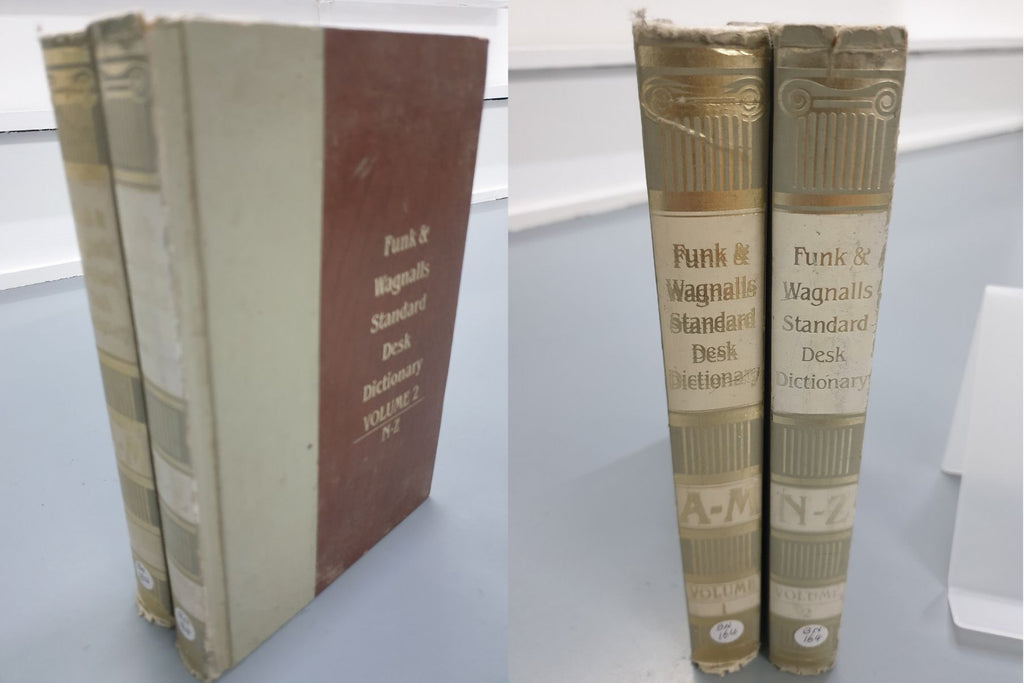 Funk &
Wagnalls
Standard
Desk
Dictionary
VOLUME 2
N-Z
Funk &
Wagnalls
Standard
Desk
Dictionary
A-M
VOLUME
1
GN
164
Funk &
Wagnalls
Standard
Desk
Dictionary
N-Z
VOLUME
2
GN
164